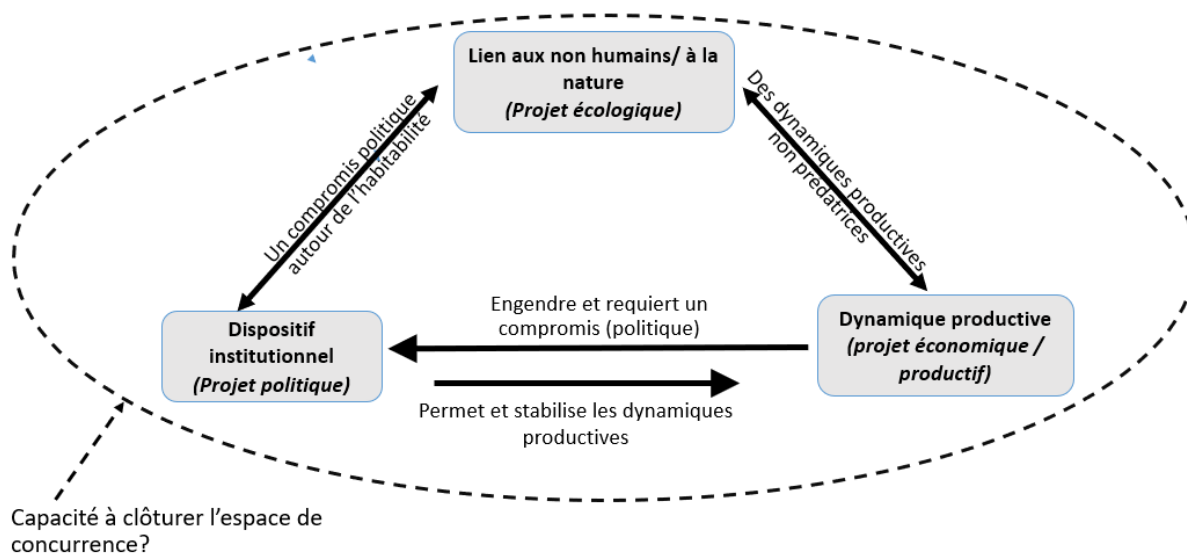 Lien aux non humains/ à la
nature
(Projet écologique)
Un compromis politique
autour de l'habitabilité
Des dynamiques productives
non prédatrices
Engendre et requiert un
compromis (politique)
Dispositif
institutionnel
(Projet politique)
Dynamique productive
(projet économique /
productif)
Permet et stabilise les dynamiques
productives
Capacité à clôturer l'espace de
concurrence?